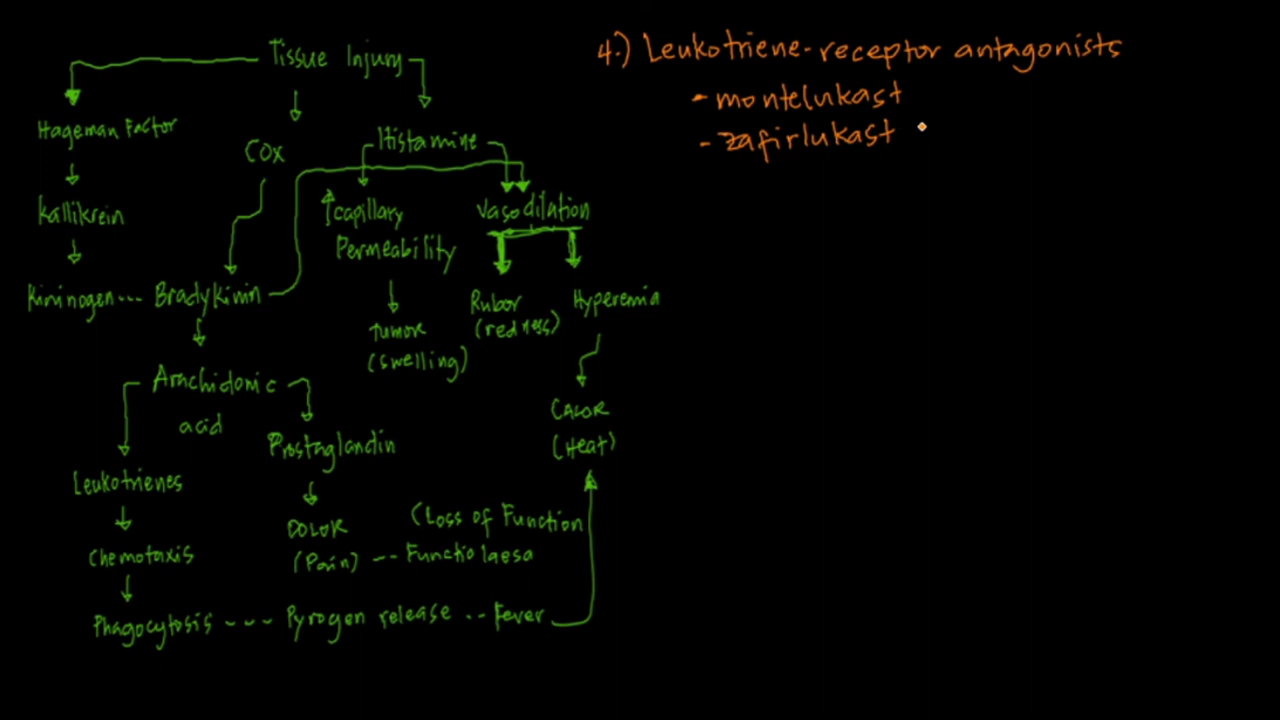 Tissue Injury
Hageman Factor
COX
Histamine
Kallikrein
↑capillary
Permeability
Vasodilation
Kininogen... Bradykinin
Rubor
(redness)
Hyperemia
Tumor
(swelling)
Arachidonic
acid
CALOR
(Heat)
Prostaglandin
Leukotrienes
DOLOR
(Pain) -- Functio laesa
(Loss of Function
Chemotaxis
Phagocytosis --- Pyrogen release -- Fever
4.) Leukotriene-receptor antagonists
- montelukast
- zafirlukast